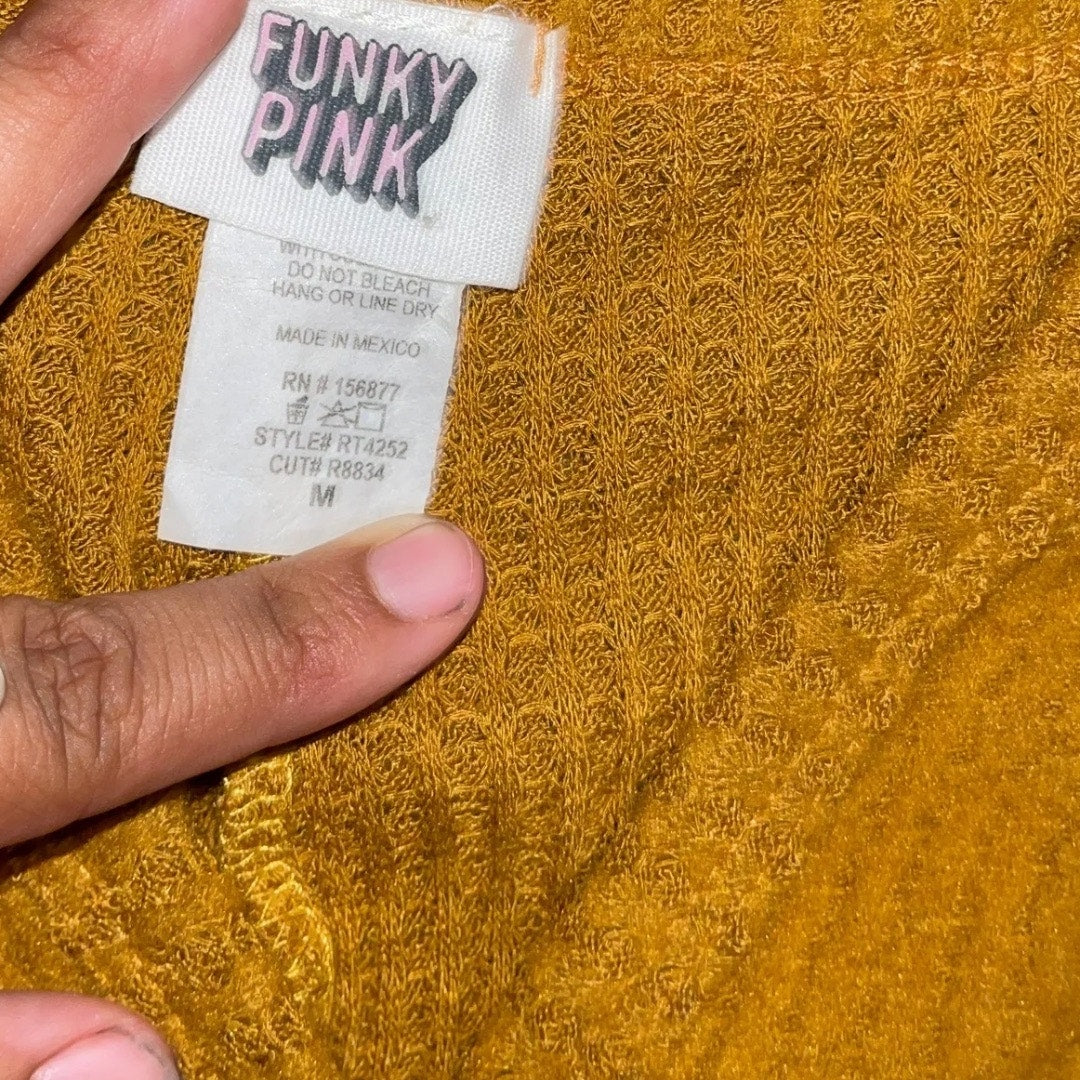 FUNKY
PINK
DO NOT BLEACH
HANG OR LINE DRY
MADE IN MEXICO
RN # 156877
STYLE# RT4252
CUT# R8834
M